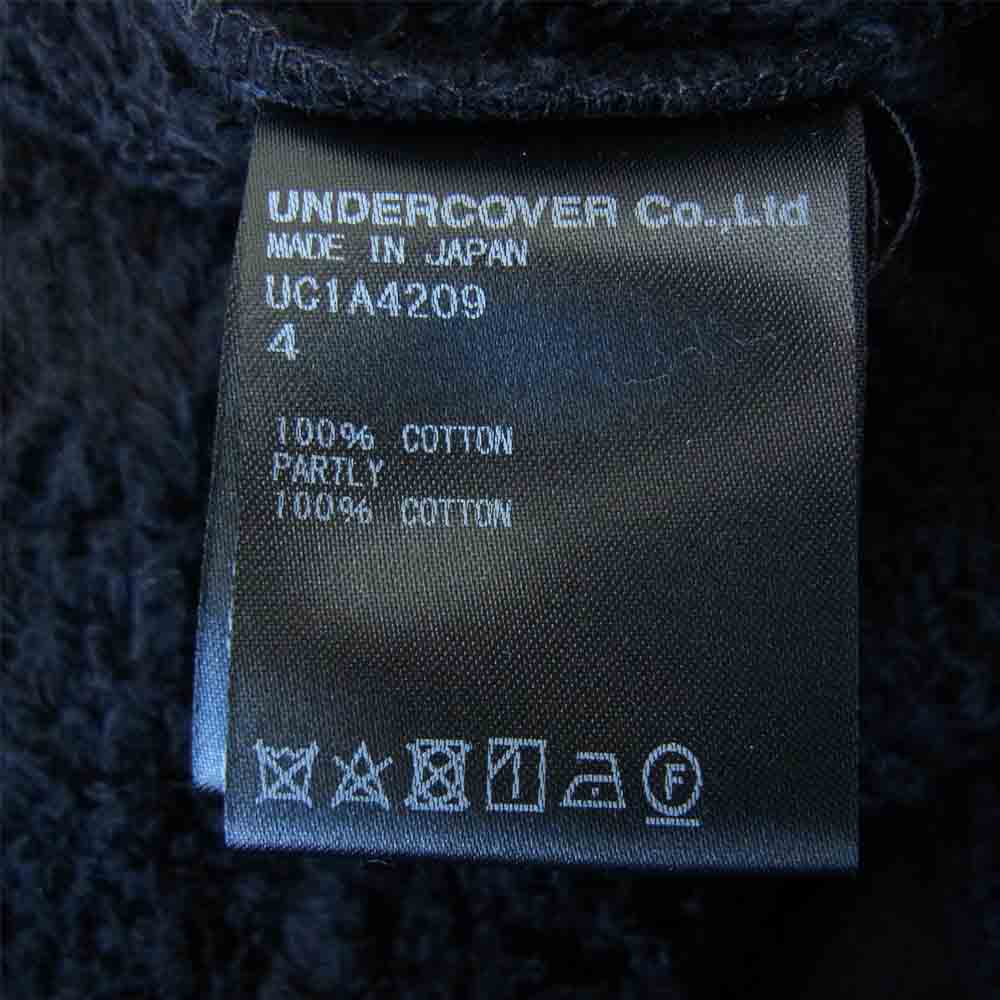 UNDERCOVER Co.,Ltd
MADE IN JAPAN
UC1A4209
4
100% COTTON
PARTLY
100% COTTON
F